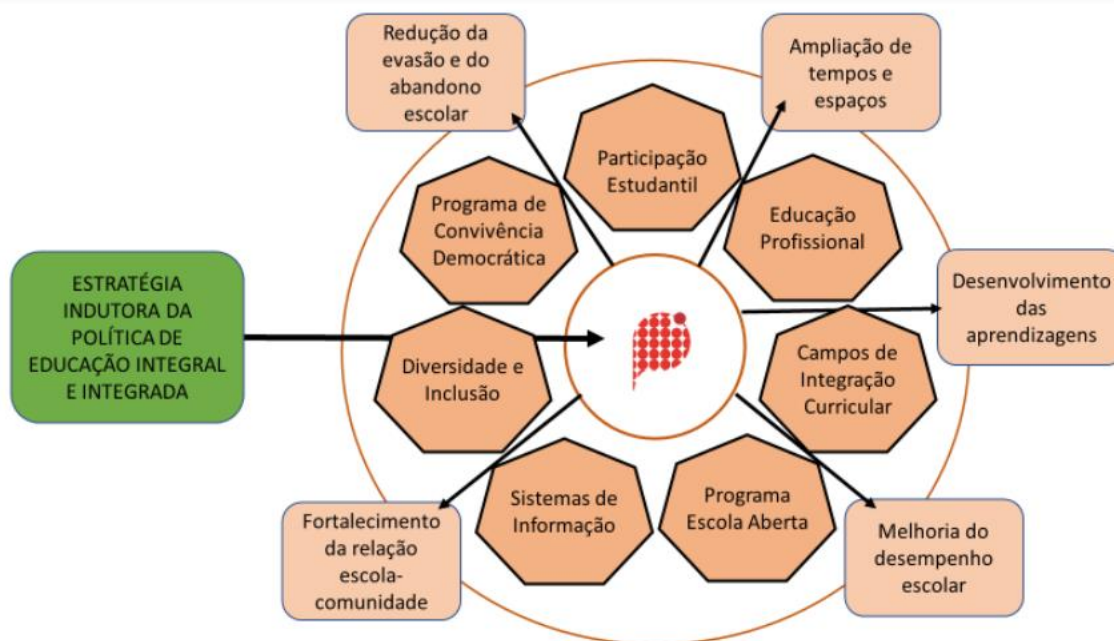 Redução da
evasão e do
abandono
escolar
Ampliação de
tempos e
espaços
Participação
Estudantil
Programa de
Convivência
Democrática
Educação
Profissional
ESTRATÉGIA
INDUTORA DA
POLÍTICA DE
EDUCAÇÃO INTEGRAL
E INTEGRADA
Desenvolvimento
das
aprendizagens
Diversidade e
Inclusão
Campos de
Integração
Curricular
Sistemas de
Informação
Programa
Escola Aberta
Fortalecimento
da relação
escola-
comunidade
Melhoria do
desempenho
escolar